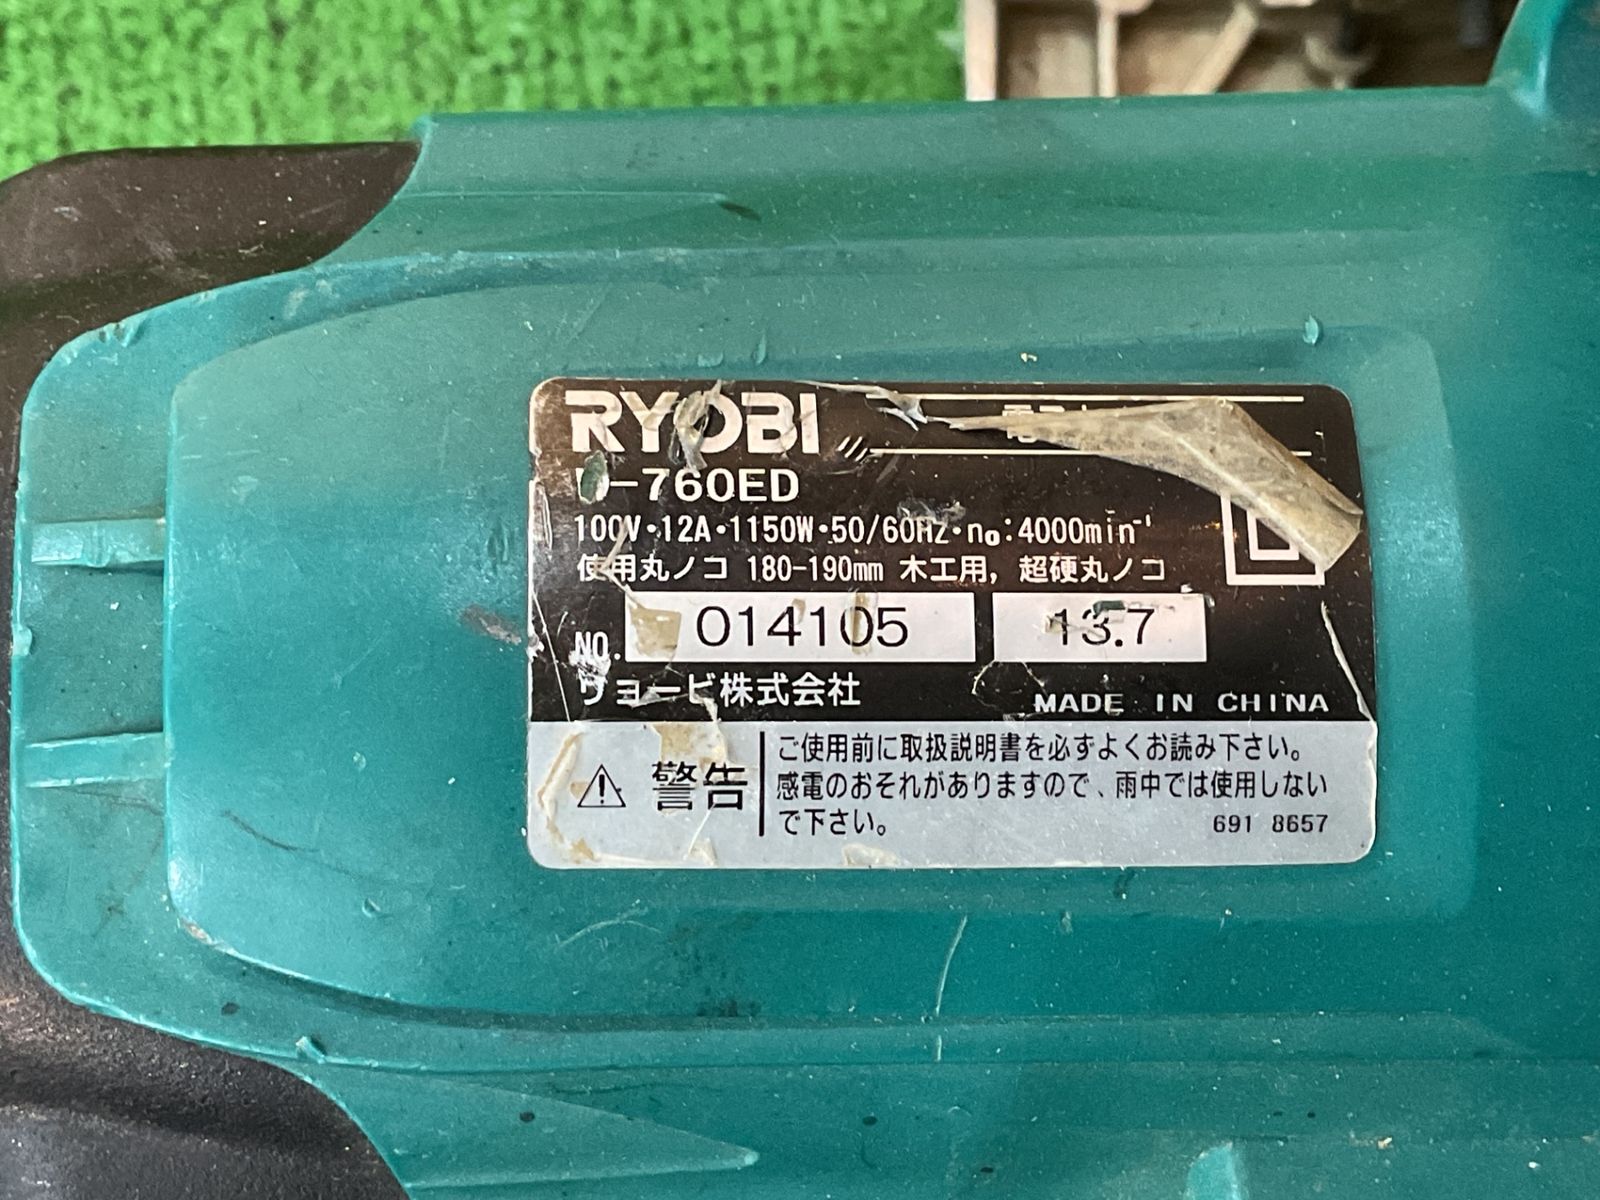 RYOBI
-760ED
100V・12A・1150W・50/60Hz・n₀:4000min⁻¹
使用丸ノコ 180-190mm 木工用, 超硬丸ノコ
NO. 014105 13.7
リョービ株式会社 MADE IN CHINA
警告
ご使用前に取扱説明書を必ずよくお読み下さい。
感電のおそれがありますので、雨中では使用しない
で下さい。
691 8657